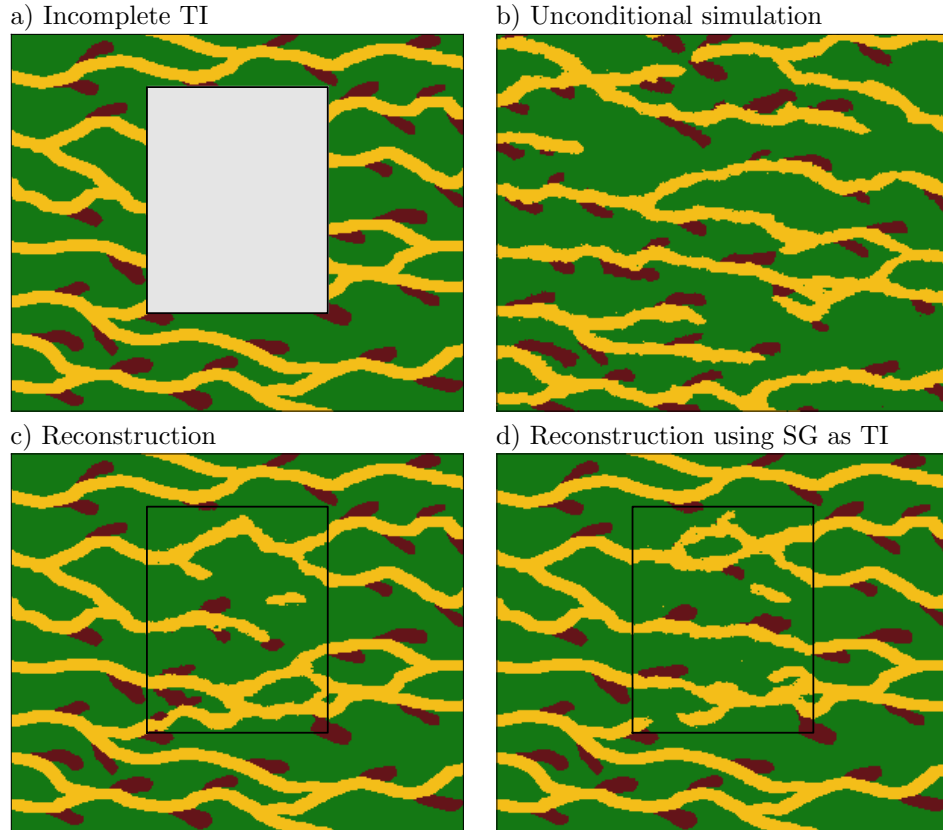 a) Incomplete TI
b) Unconditional simulation
c) Reconstruction
d) Reconstruction using SG as TI